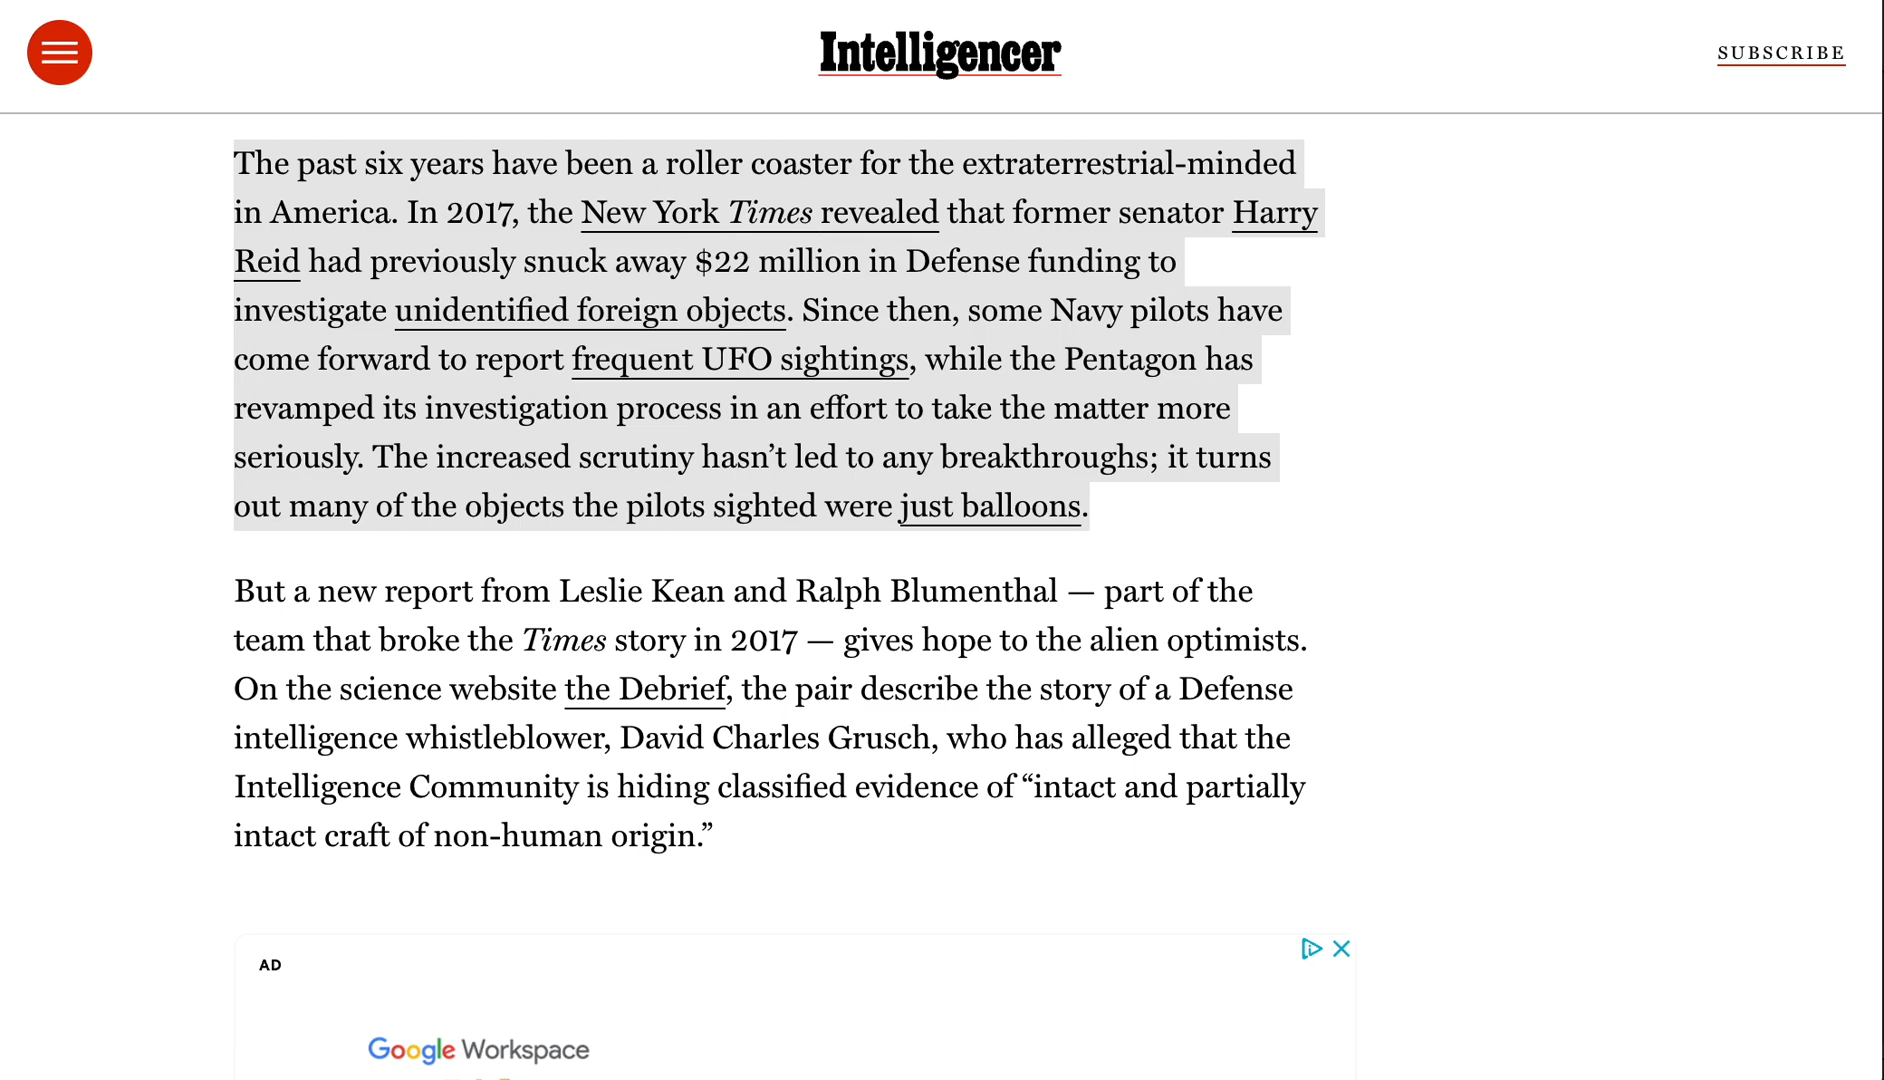 Intelligencer
SUBSCRIBE
The past six years have been a roller coaster for the extraterrestrial-minded
in America. In 2017, the New York Times revealed that former senator Harry
Reid had previously snuck away $22 million in Defense funding to
investigate unidentified foreign objects. Since then, some Navy pilots have
come forward to report frequent UFO sightings, while the Pentagon has
revamped its investigation process in an effort to take the matter more
seriously. The increased scrutiny hasn’t led to any breakthroughs; it turns
out many of the objects the pilots sighted were just balloons.
But a new report from Leslie Kean and Ralph Blumenthal — part of the
team that broke the Times story in 2017 — gives hope to the alien optimists.
On the science website the Debrief, the pair describe the story of a Defense
intelligence whistleblower, David Charles Grusch, who has alleged that the
Intelligence Community is hiding classified evidence of “intact and partially
intact craft of non-human origin.”
AD
Google Workspace